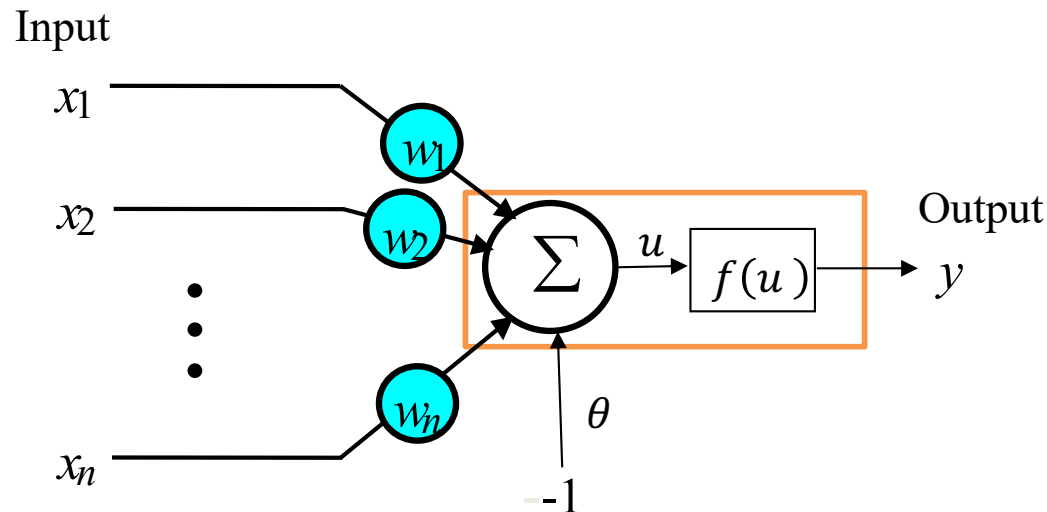 Input
x1
w1
x2
w2
Σ
u
f(u)
Output
y
wn
θ
xn
--1